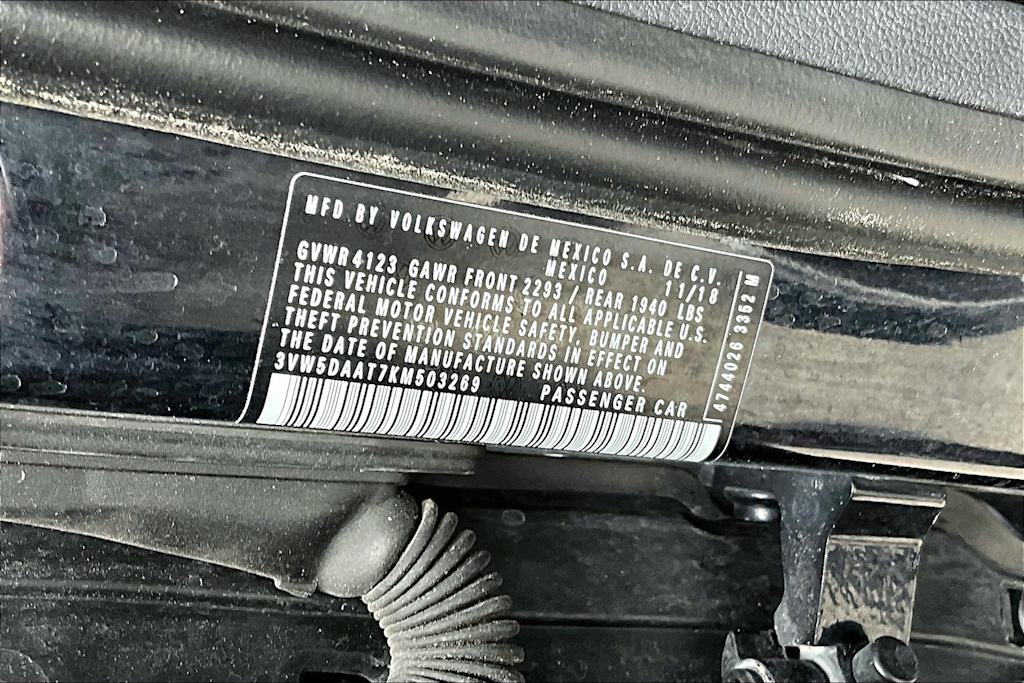 MFD BY VOLKSWAGEN DE MEXICO S.A. DE C.V.
MEXICO 11/18
GVWR 4123 GAWR FRONT 2293 / REAR 1940 LBS
THIS VEHICLE CONFORMS TO ALL APPLICABLE U.S.
FEDERAL MOTOR VEHICLE SAFETY, BUMPER AND
THEFT PREVENTION STANDARDS IN EFFECT ON
THE DATE OF MANUFACTURE SHOWN ABOVE.
3VW5DAAT7KM503269
PASSENGER CAR
4744026 3962 M